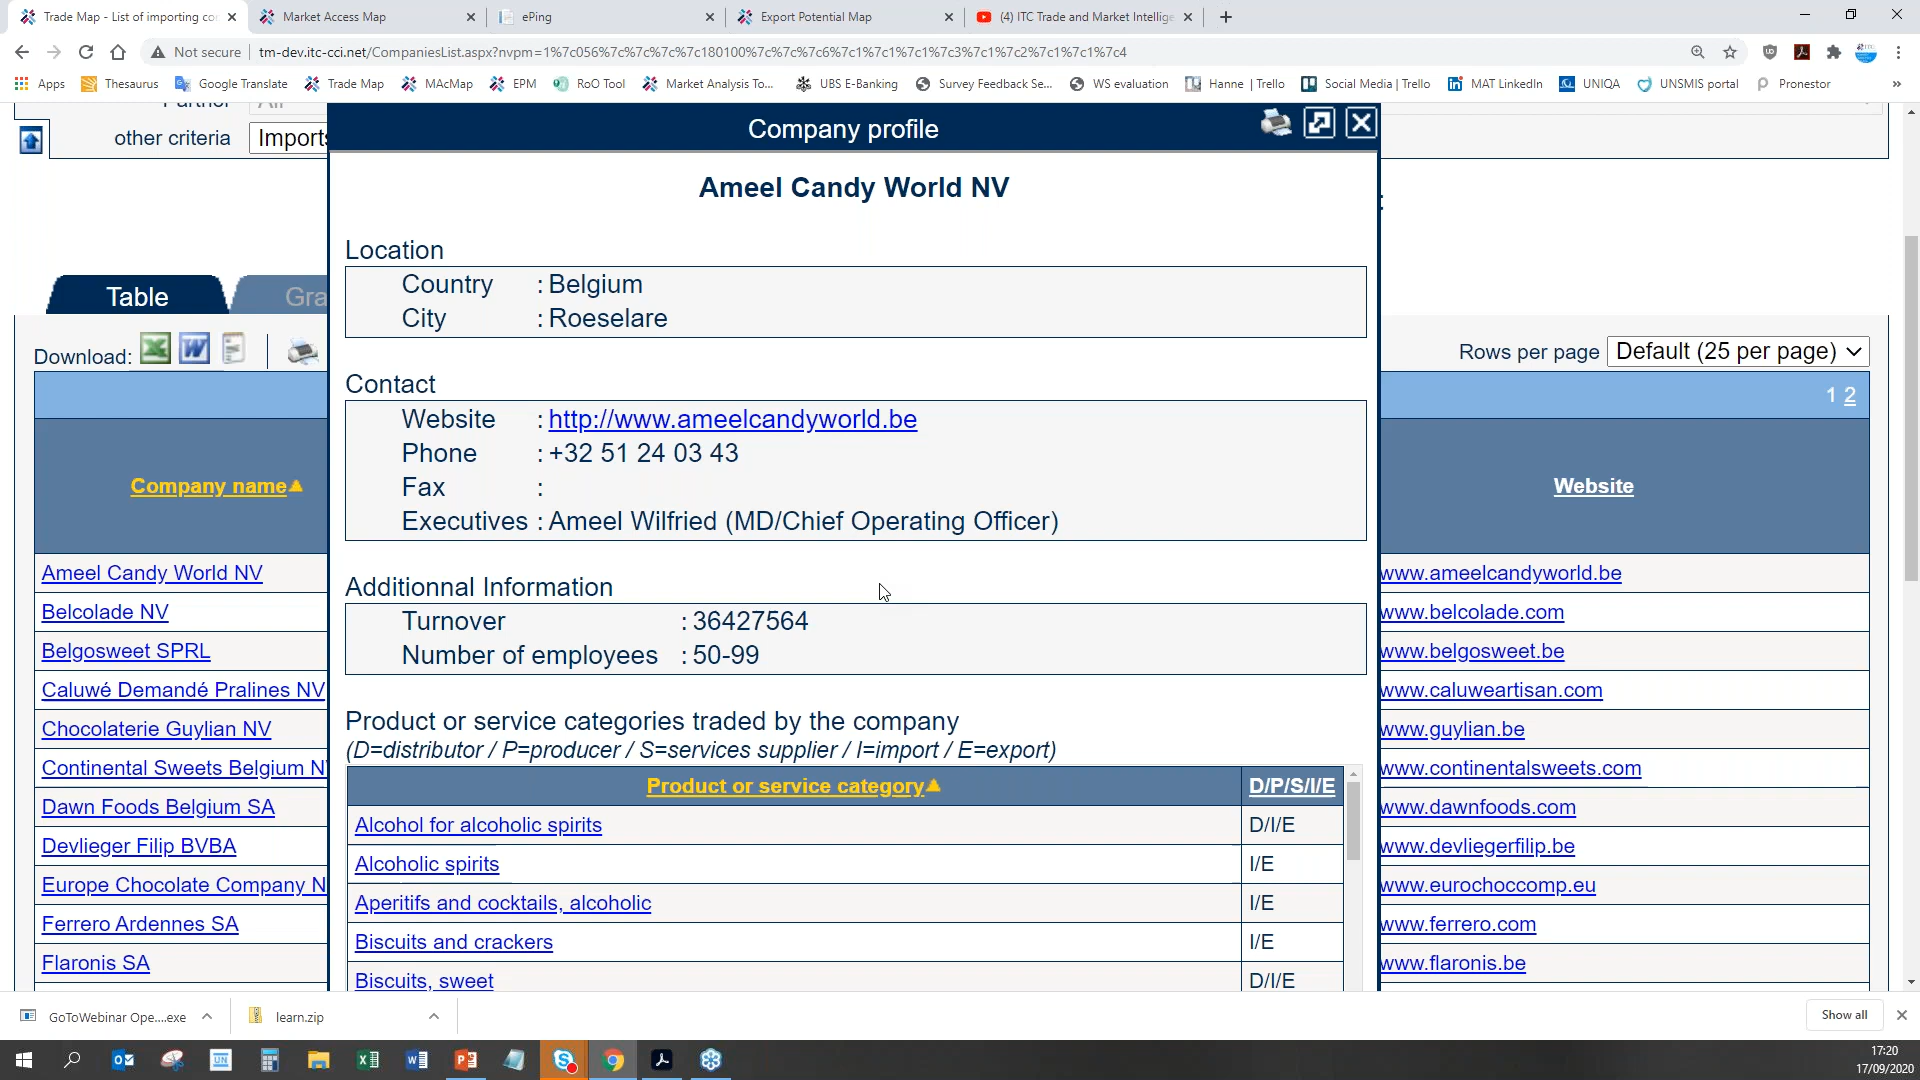 Trade Map - List of importing co
Market Access Map
ePing
Export Potential Map
(4) ITC Trade and Market Intellige
Not secure
tm-dev.itc-cci.net/CompaniesList.aspx?nvpm=1%7c056%7c%7c%7c%7c180100%7c%7c%7c6%7c1%7c1%7c1%7c3%7c1%7c2%7c1%7c1%7c4
Apps
Thesaurus
Google Translate
Trade Map
MAcMap
EPM
RoO Tool
Market Analysis To...
UBS E-Banking
Survey Feedback Se...
WS evaluation
Hanne | Trello
Social Media | Trello
MAT LinkedIn
UNIQA
UNSMIS portal
Pronestor
»
Partner All
other criteria Imports
Company profile
Ameel Candy World NV
Location
Country : Belgium
City : Roeselare
Table
Gra
Download:
Rows per page Default (25 per page)
1 2
Contact
Website : http://www.ameelcandyworld.be
Phone : +32 51 24 03 43
Fax :
Executives : Ameel Wilfried (MD/Chief Operating Officer)
Company name
Website
Additionnal Information
Turnover : 36427564
Number of employees : 50-99
Product or service categories traded by the company
(D=distributor / P=producer / S=services supplier / I=import / E=export)
Product or service category D/P/S/I/E
Alcohol for alcoholic spirits D/I/E
Alcoholic spirits I/E
Aperitifs and cocktails, alcoholic I/E
Biscuits and crackers I/E
Biscuits, sweet D/I/E
Ameel Candy World NV
Belcolade NV
Belgosweet SPRL
Caluwé Demandé Pralines NV
Chocolaterie Guylian NV
Continental Sweets Belgium N
Dawn Foods Belgium SA
Devlieger Filip BVBA
Europe Chocolate Company N
Ferrero Ardennes SA
Flaronis SA
www.ameelcandyworld.be
www.belcolade.com
www.belgosweet.be
www.caluweartisan.com
www.guylian.be
www.continentalsweets.com
www.dawnfoods.com
www.devliegerfilip.be
www.eurochoccomp.eu
www.ferrero.com
www.flaronis.be
GoToWebinar Ope....exe
learn.zip
Show all
17:20
17/09/2020